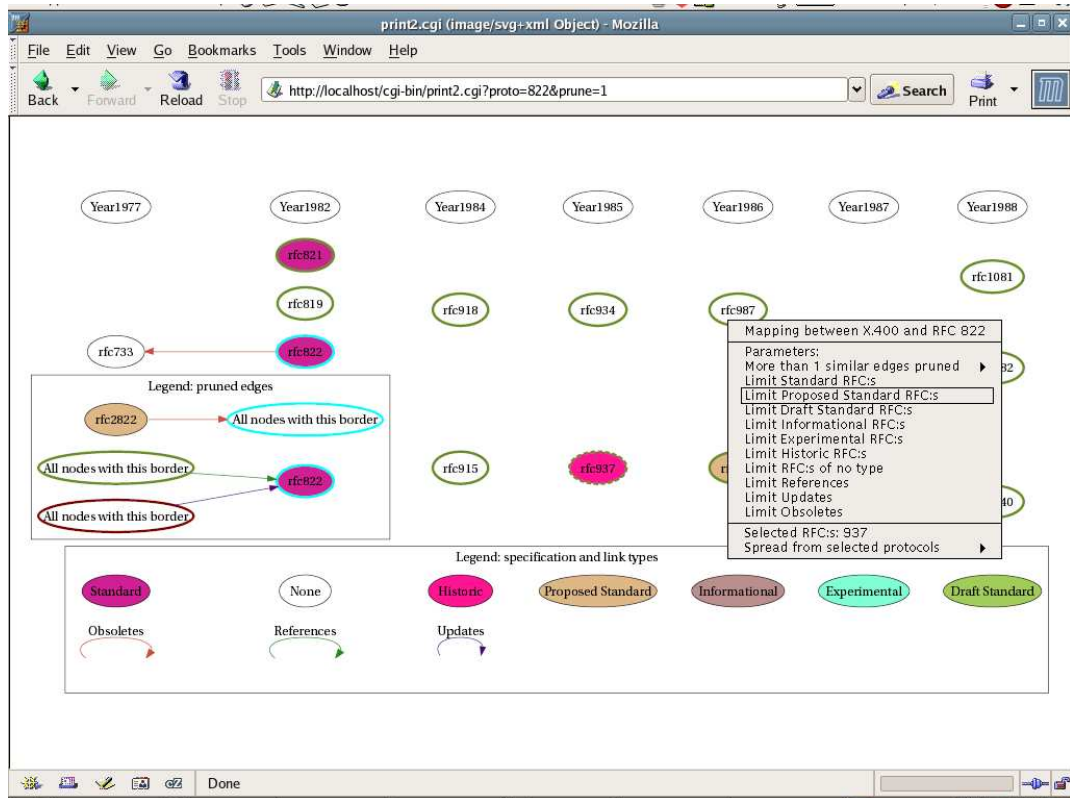 print2.cgi (image/svg+xml Object) - Mozilla
File Edit View Go Bookmarks Tools Window Help
Back Forward Reload Stop http://localhost/cgi-bin/print2.cgi?proto=822&prune=1 Search Print
Year1977 Year1982 Year1984 Year1985 Year1986 Year1987 Year1988
rfc821
rfc1081
rfc819 rfc918 rfc934 rfc987
rfc733 rfc822
82
Mapping between X.400 and RFC 822
Parameters:
More than 1 similar edges pruned
Limit Standard RFC:s
Limit Proposed Standard RFC:s
Limit Draft Standard RFC:s
Limit Informational RFC:s
Limit Experimental RFC:s
Limit Historic RFC:s
Limit RFC:s of no type
Limit References
Limit Updates
Limit Obsoletes
Selected RFC:s: 937
Spread from selected protocols
Legend: pruned edges
rfc2822 All nodes with this border
All nodes with this border rfc822
All nodes with this border
rfc915 rfc937
40
Legend: specification and link types
Standard None Historic Proposed Standard Informational Experimental Draft Standard
Obsoletes References Updates
Done